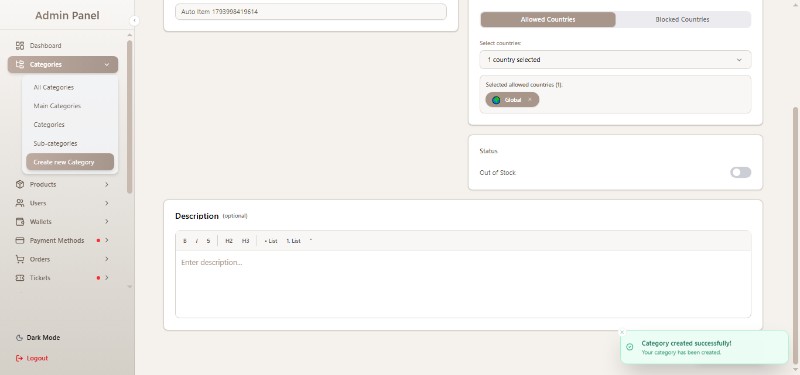 Admin Panel
Dashboard
Categories
All Categories
Main Categories
Categories
Sub-categories
Create new Category
Products
Users
Wallets
Payment Methods
Orders
Tickets
Dark Mode
Logout
Auto Item 1793998419614
Allowed Countries
Blocked Countries
Select countries:
1 country selected
Selected allowed countries (1):
Global ×
Status
Out of Stock
Description (optional)
B I S H2 H3 • List 1. List "
Enter description...
Category created successfully!
Your category has been created.